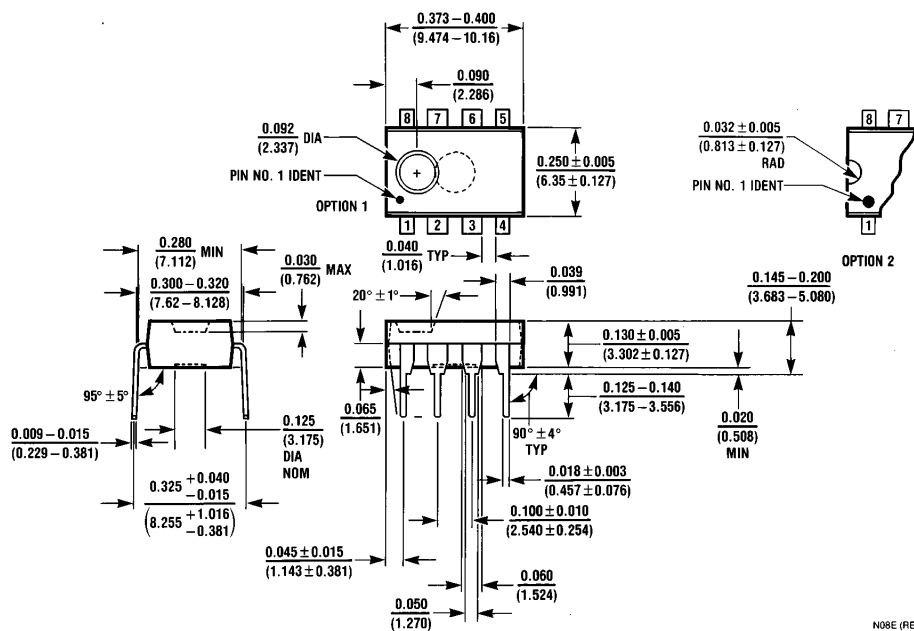 0.373 – 0.400
(9.474 – 10.16)
0.090
(2.286)
8 7 6 5
0.092 DIA
(2.337)
PIN NO. 1 IDENT
OPTION 1
+
0.250 ± 0.005
(6.35 ± 0.127)
1 2 3 4
8 7
0.032 ± 0.005
(0.813 ± 0.127)
RAD
PIN NO. 1 IDENT
1
OPTION 2
0.280 MIN
(7.112)
0.300 – 0.320
(7.62 – 8.128)
0.030 MAX
(0.762)
0.040 TYP
(1.016)
0.039
(0.991)
0.145 – 0.200
(3.683 – 5.080)
20° ± 1°
0.130 ± 0.005
(3.302 ± 0.127)
0.125 – 0.140
(3.175 – 3.556)
0.020
(0.508)
MIN
95° ± 5°
0.065
(1.651)
90° ± 4°
TYP
0.009 – 0.015
(0.229 – 0.381)
0.125
(3.175)
DIA
NOM
0.018 ± 0.003
(0.457 ± 0.076)
0.325 +0.040
–0.015
(8.255 +1.016
–0.381)
0.100 ± 0.010
(2.540 ± 0.254)
0.045 ± 0.015
(1.143 ± 0.381)
0.060
(1.524)
0.050
(1.270)
N08E (RE